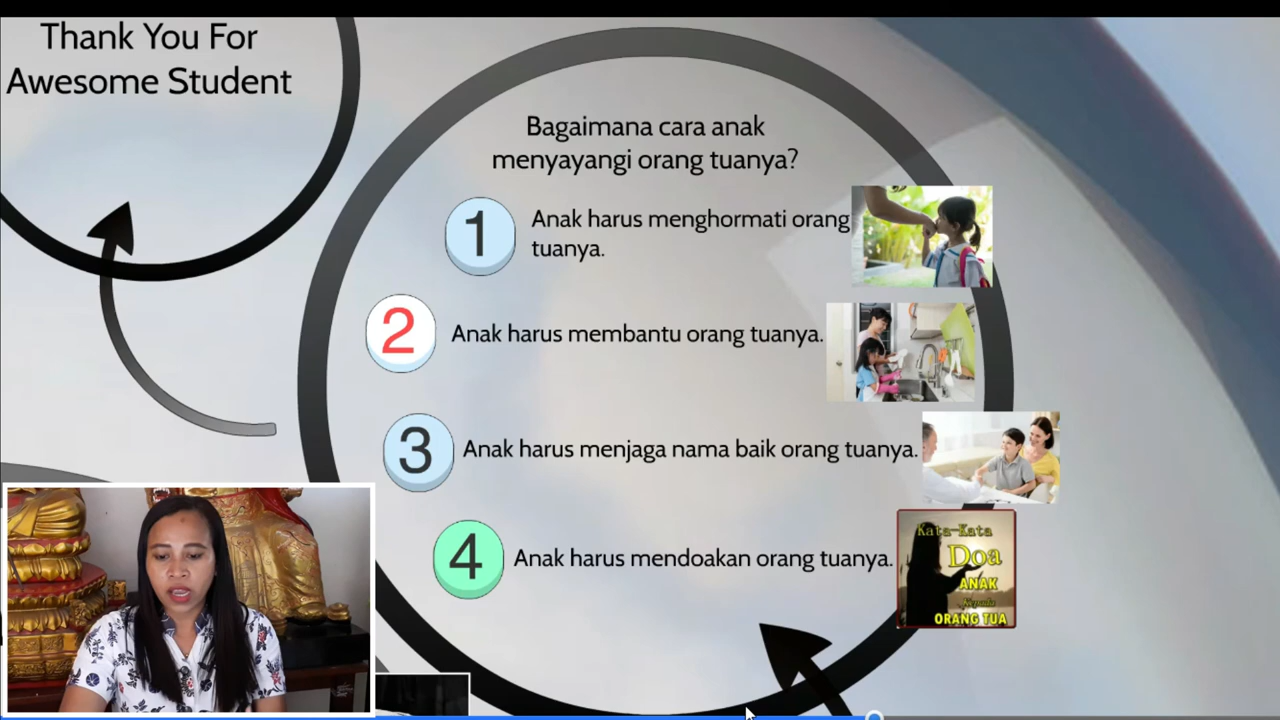 Thank You For
Awesome Student
Bagaimana cara anak
menyayangi orang tuanya?
1
Anak harus menghormati orang
tuanya.
2
Anak harus membantu orang tuanya.
3
Anak harus menjaga nama baik orang tuanya.
4
Anak harus mendoakan orang tuanya.
Kata-Kata
Doa
ANAK
Kepada
ORANG TUA